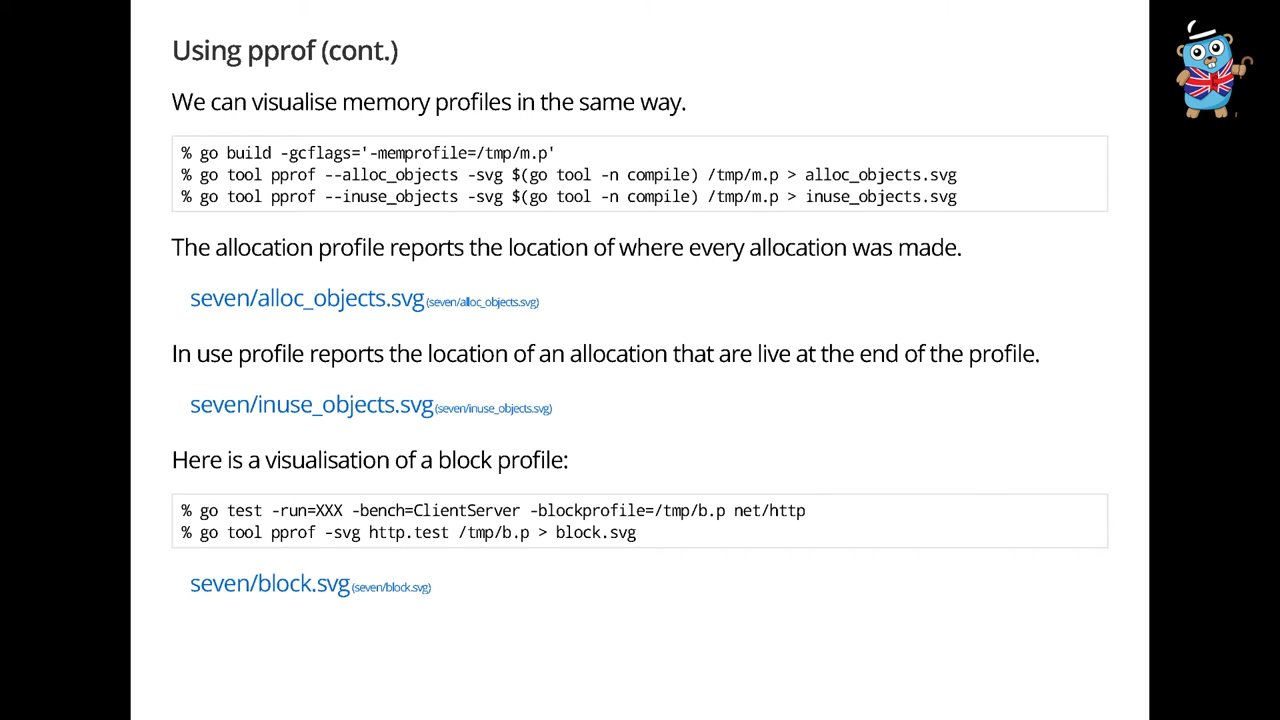 Using pprof (cont.)
We can visualise memory profiles in the same way.
% go build -gcflags='-memprofile=/tmp/m.p'
% go tool pprof --alloc_objects -svg $(go tool -n compile) /tmp/m.p > alloc_objects.svg
% go tool pprof --inuse_objects -svg $(go tool -n compile) /tmp/m.p > inuse_objects.svg
The allocation profile reports the location of where every allocation was made.
seven/alloc_objects.svg (seven/alloc_objects.svg)
In use profile reports the location of an allocation that are live at the end of the profile.
seven/inuse_objects.svg (seven/inuse_objects.svg)
Here is a visualisation of a block profile:
% go test -run=XXX -bench=ClientServer -blockprofile=/tmp/b.p net/http
% go tool pprof -svg http.test /tmp/b.p > block.svg
seven/block.svg (seven/block.svg)